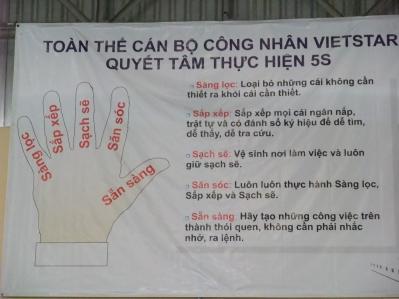 TOÀN THỂ CÁN BỘ CÔNG NHÂN VIETSTAR
QUYẾT TÂM THỰC HIỆN 5S
Sàng lọc
Sắp xếp
Sạch sẽ
Săn sóc
Sẵn sàng
Sàng lọc: Loại bỏ những cái không cần
thiết ra khỏi cái cần thiết.
Sắp xếp: Sắp xếp mọi cái ngăn nắp,
trật tự và có đánh số ký hiệu để dễ tìm,
dễ thấy, dễ tra cứu.
Sạch sẽ: Vệ sinh nơi làm việc và luôn
giữ sạch sẽ.
Săn sóc: Luôn luôn thực hành Sàng lọc,
Sắp xếp và Sạch sẽ.
Sẵn sàng: Hãy tạo những công việc trên
thành thói quen, không cần phải nhắc
nhở, ra lệnh.